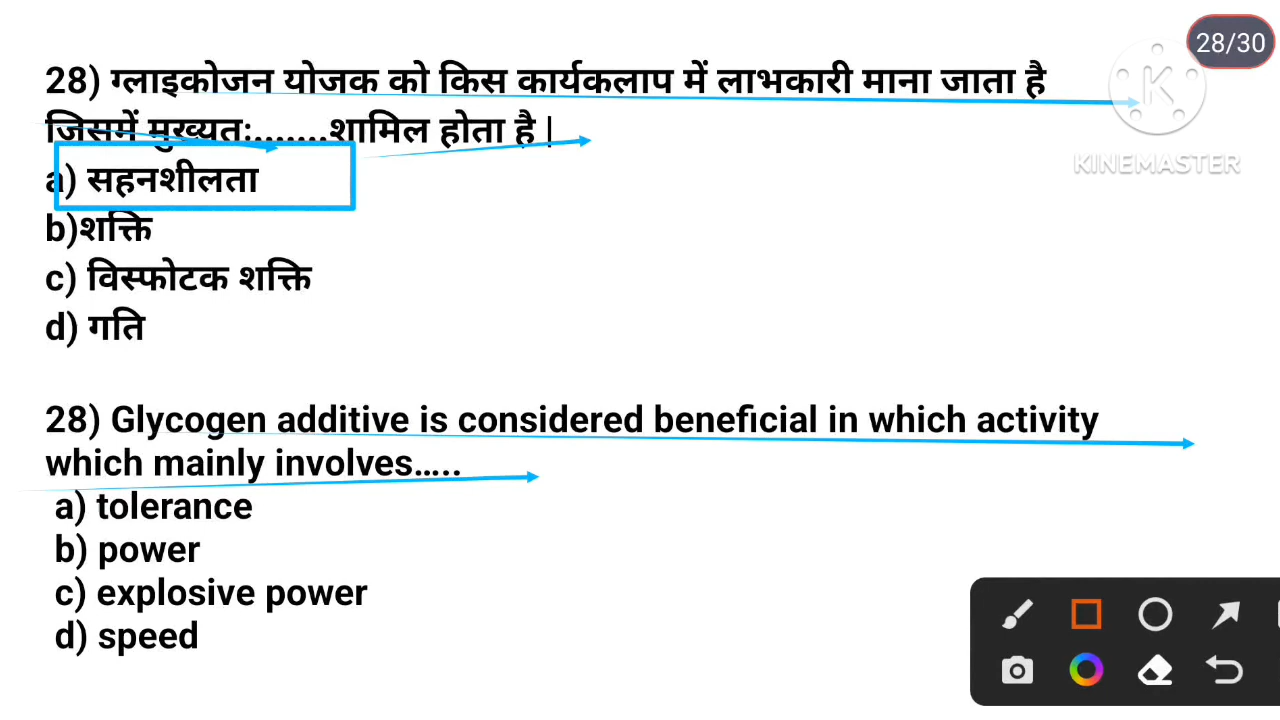 28/30
28) ग्लाइकोजन योजक को किस कार्यकलाप में लाभकारी माना जाता है
जिसमें मुख्यतः.......शामिल होता है |
a) सहनशीलता
b)शक्ति
c) विस्फोटक शक्ति
d) गति
K
KINEMASTER
28) Glycogen additive is considered beneficial in which activity
which mainly involves.....
a) tolerance
b) power
c) explosive power
d) speed